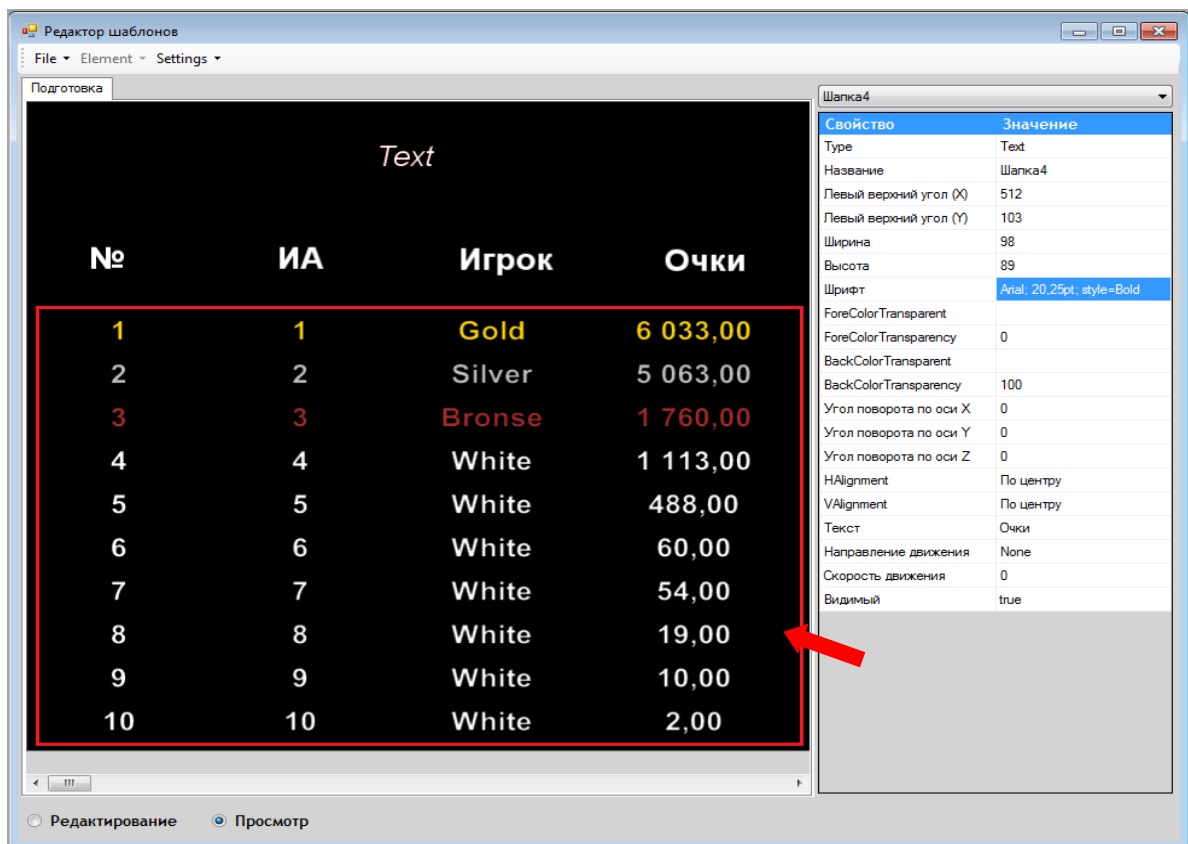 Редактор шаблонов
File Element Settings
Подготовка
Text
№ ИА Игрок Очки
1 1 Gold 6 033,00
2 2 Silver 5 063,00
3 3 Bronse 1 760,00
4 4 White 1 113,00
5 5 White 488,00
6 6 White 60,00
7 7 White 54,00
8 8 White 19,00
9 9 White 10,00
10 10 White 2,00
Редактирование Просмотр
Шапка4
Свойство Значение
Type Text
Название Шапка4
Левый верхний угол (X) 512
Левый верхний угол (Y) 103
Ширина 98
Высота 89
Шрифт Arial; 20,25pt; style=Bold
ForeColorTransparent
ForeColorTransparency 0
BackColorTransparent
BackColorTransparency 100
Угол поворота по оси X 0
Угол поворота по оси Y 0
Угол поворота по оси Z 0
HAlignment По центру
VAlignment По центру
Текст Очки
Направление движения None
Скорость движения 0
Видимый true